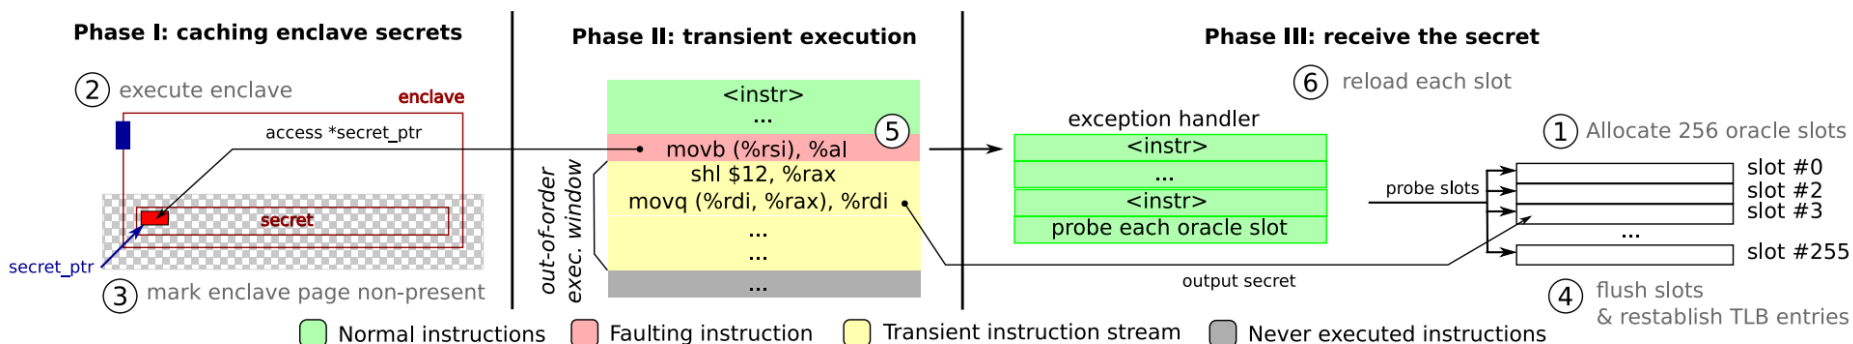 Phase I: caching enclave secrets
2 execute enclave
enclave
access *secret_ptr
secret
secret_ptr
3 mark enclave page non-present
Phase II: transient execution
<instr>
...
5
movb (%rsi), %al
shl $12, %rax
movq (%rdi, %rax), %rdi
...
...
...
out-of-order
exec. window
Phase III: receive the secret
6 reload each slot
exception handler
<instr>
...
<instr>
probe each oracle slot
1 Allocate 256 oracle slots
probe slots
slot #0
slot #2
slot #3
...
slot #255
output secret
4 flush slots
& restablish TLB entries
Normal instructions
Faulting instruction
Transient instruction stream
Never executed instructions